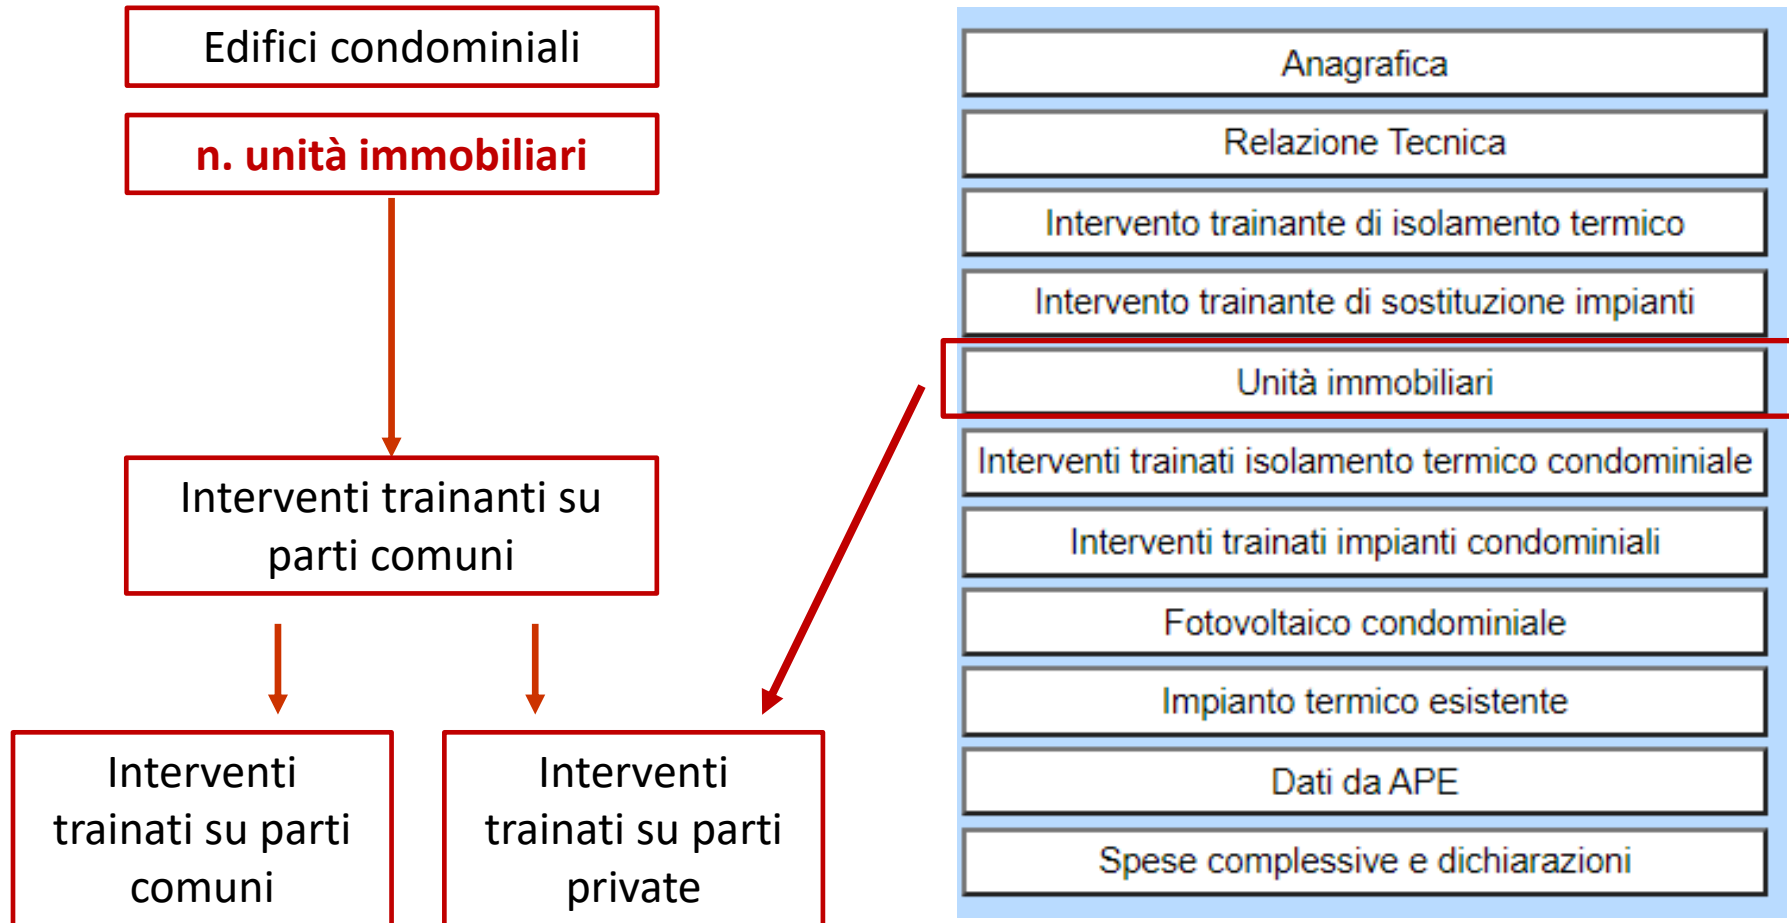 Edifici condominiali
n. unità immobiliari
Interventi trainanti su
parti comuni
Interventi
trainati su parti
comuni
Interventi
trainati su parti
private
Anagrafica
Relazione Tecnica
Intervento trainante di isolamento termico
Intervento trainante di sostituzione impianti
Unità immobiliari
Interventi trainati isolamento termico condominiale
Interventi trainati impianti condominiali
Fotovoltaico condominiale
Impianto termico esistente
Dati da APE
Spese complessive e dichiarazioni